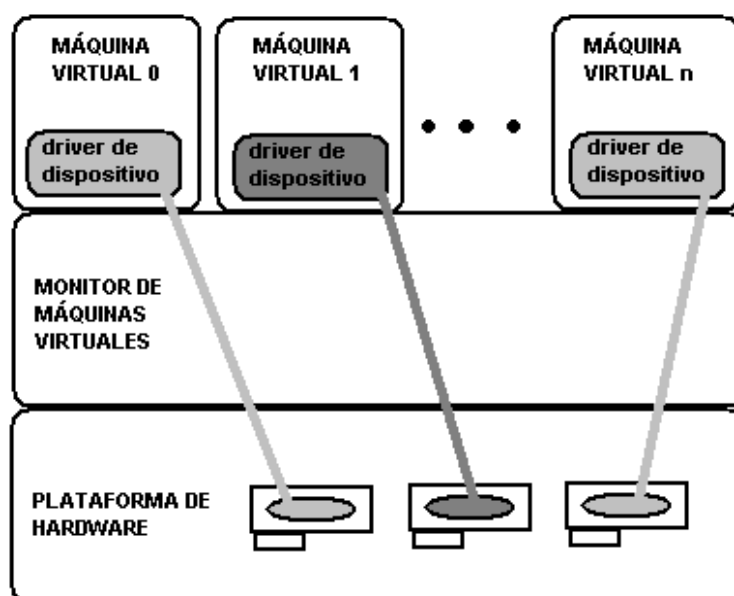 MÁQUINA
VIRTUAL 0
MÁQUINA
VIRTUAL 1
MÁQUINA
VIRTUAL n
driver de
dispositivo
driver de
dispositivo
driver de
dispositivo
MONITOR DE
MÁQUINAS
VIRTUALES
PLATAFORMA DE
HARDWARE